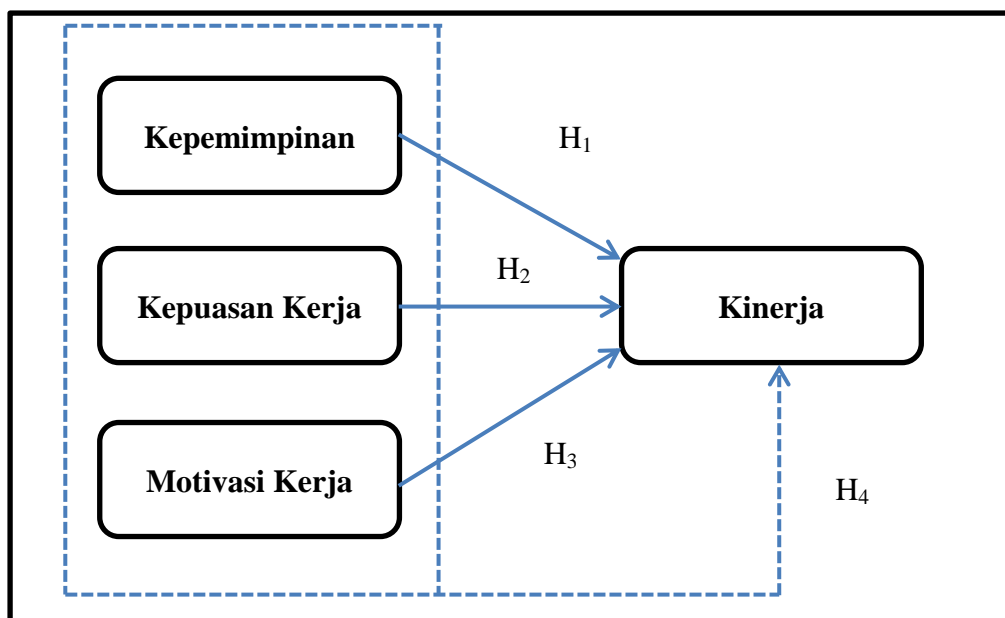 Kepemimpinan
H₁
Kepuasan Kerja
H₂
Kinerja
Motivasi Kerja
H₃
H₄